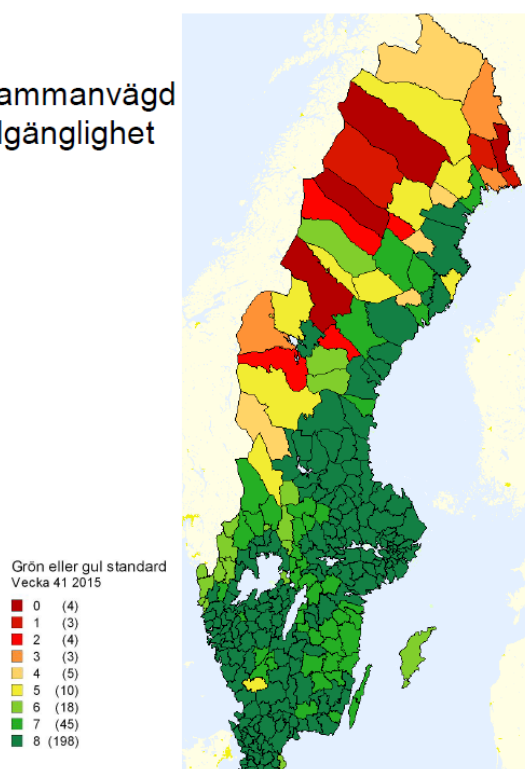 ammanvägd
lgänglighet
Grön eller gul standard
Vecka 41 2015
0 (4)
1 (3)
2 (4)
3 (3)
4 (5)
5 (10)
6 (18)
7 (45)
8 (198)